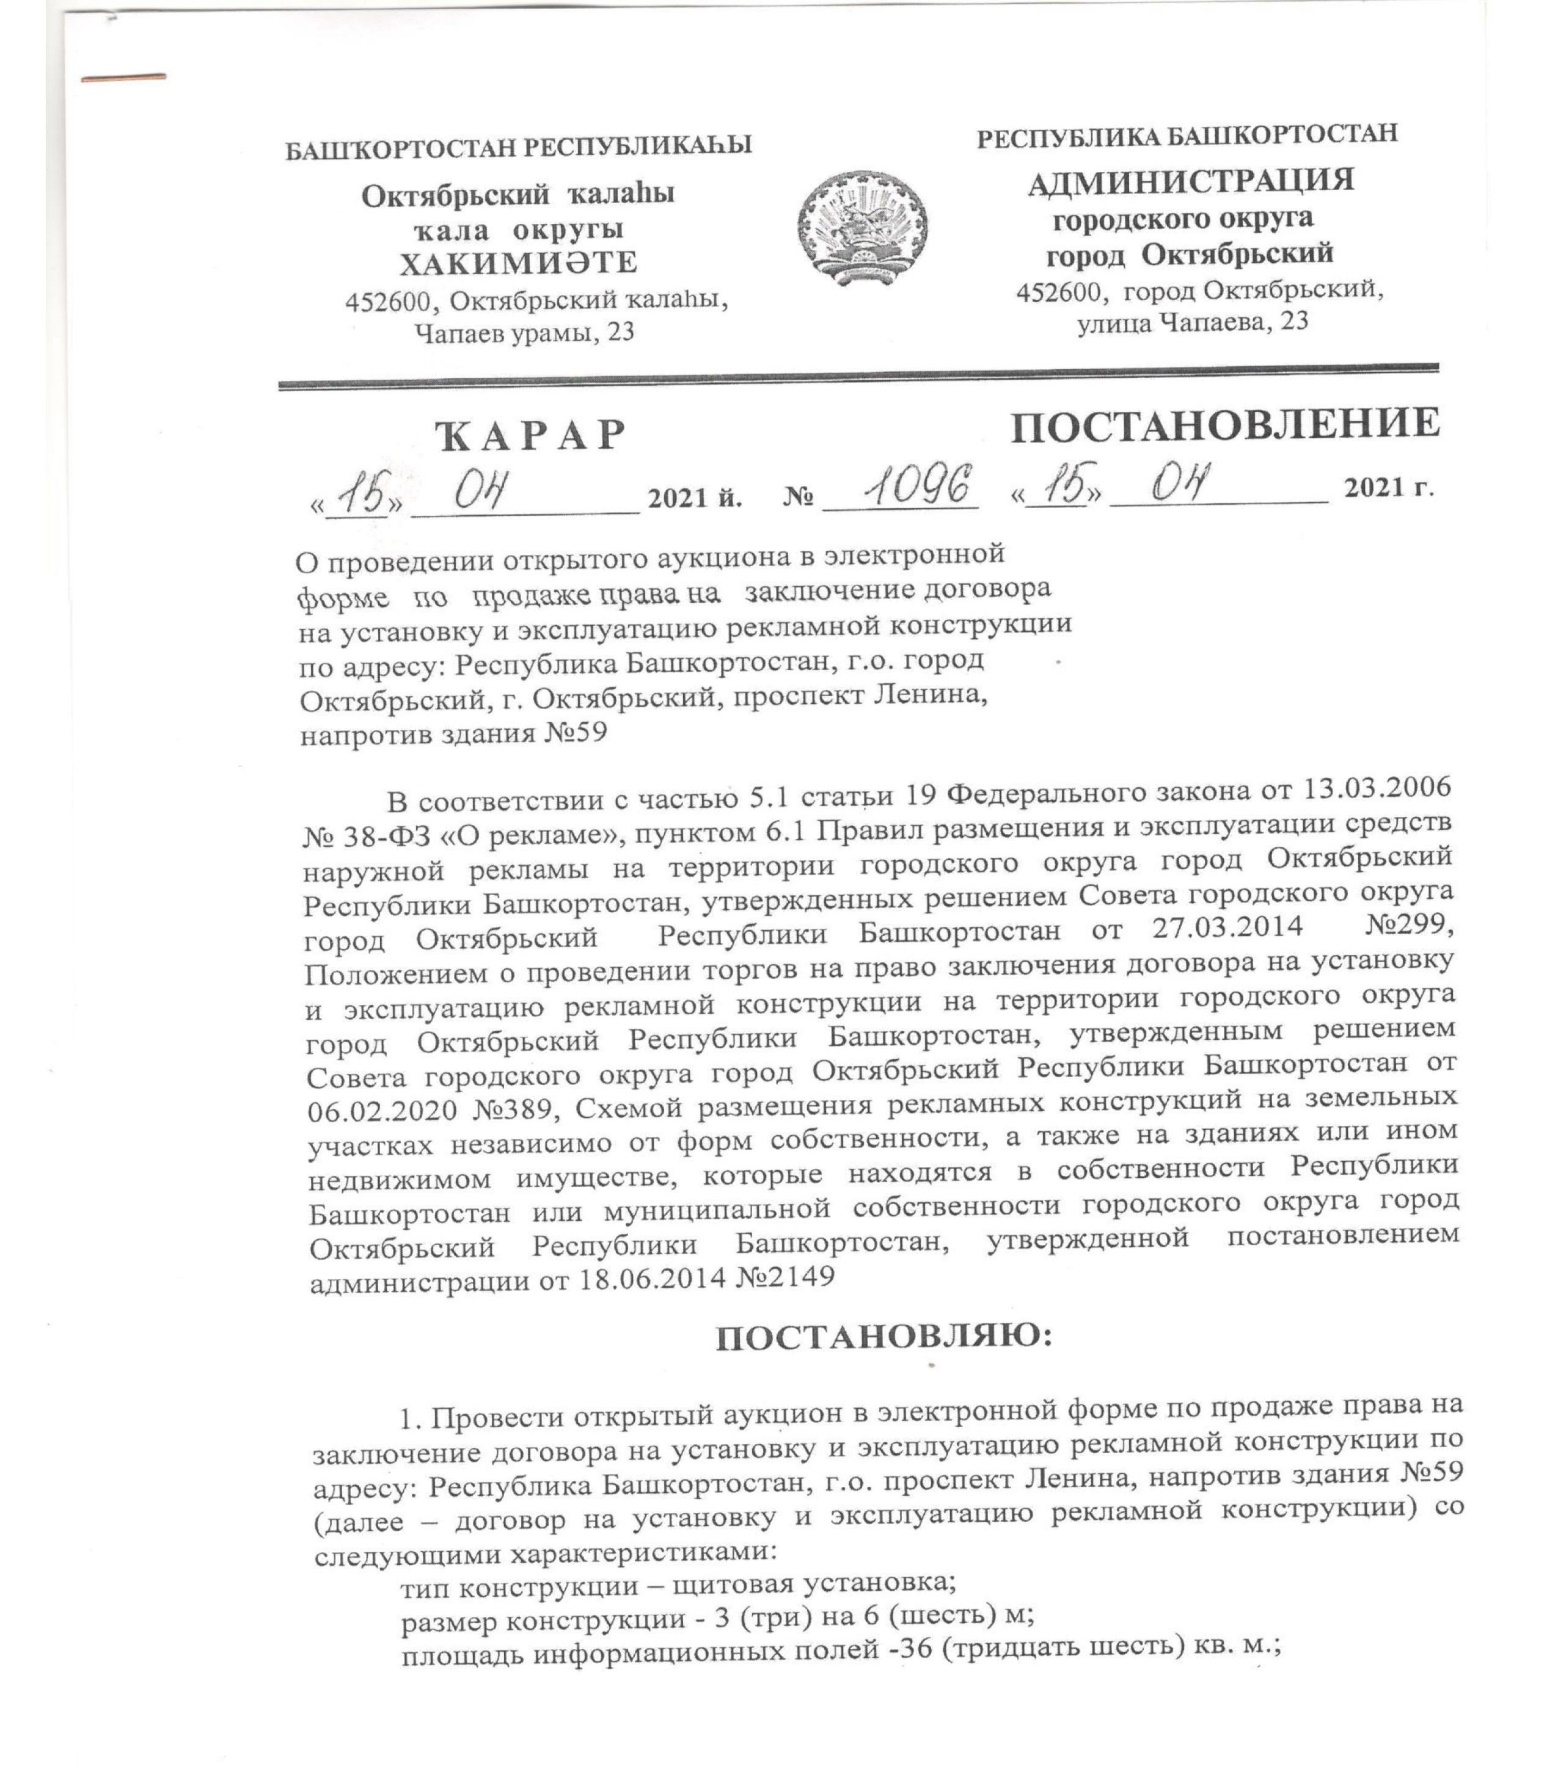 БАШҠОРТОСТАН РЕСПУБЛИКАҺЫ
Октябрьский ҡалаһы
ҡала округы
ХАКИМИӘТЕ
452600, Октябрьский ҡалаһы,
Чапаев урамы, 23
РЕСПУБЛИКА БАШКОРТОСТАН
АДМИНИСТРАЦИЯ
городского округа
город Октябрьский
452600, город Октябрьский,
улица Чапаева, 23
ҠАРАР ПОСТАНОВЛЕНИЕ
«15» 04 2021 й. № 1096 «15» 04 2021 г.
О проведении открытого аукциона в электронной
форме по продаже права на заключение договора
на установку и эксплуатацию рекламной конструкции
по адресу: Республика Башкортостан, г.о. город
Октябрьский, г. Октябрьский, проспект Ленина,
напротив здания №59
В соответствии с частью 5.1 статьи 19 Федерального закона от 13.03.2006
№ 38-ФЗ «О рекламе», пунктом 6.1 Правил размещения и эксплуатации средств
наружной рекламы на территории городского округа город Октябрьский
Республики Башкортостан, утвержденных решением Совета городского округа
город Октябрьский Республики Башкортостан от 27.03.2014 №299,
Положением о проведении торгов на право заключения договора на установку
и эксплуатацию рекламной конструкции на территории городского округа
город Октябрьский Республики Башкортостан, утвержденным решением
Совета городского округа город Октябрьский Республики Башкортостан от
06.02.2020 №389, Схемой размещения рекламных конструкций на земельных
участках независимо от форм собственности, а также на зданиях или ином
недвижимом имуществе, которые находятся в собственности Республики
Башкортостан или муниципальной собственности городского округа город
Октябрьский Республики Башкортостан, утвержденной постановлением
администрации от 18.06.2014 №2149
ПОСТАНОВЛЯЮ:
1. Провести открытый аукцион в электронной форме по продаже права на
заключение договора на установку и эксплуатацию рекламной конструкции по
адресу: Республика Башкортостан, г.о. проспект Ленина, напротив здания №59
(далее – договор на установку и эксплуатацию рекламной конструкции) со
следующими характеристиками:
тип конструкции – щитовая установка;
размер конструкции - 3 (три) на 6 (шесть) м;
площадь информационных полей -36 (тридцать шесть) кв. м.;